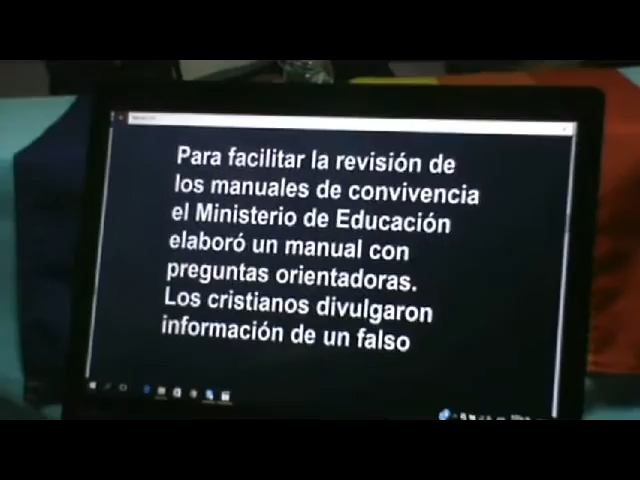 Para facilitar la revisión de
los manuales de convivencia
el Ministerio de Educación
elaboró un manual con
preguntas orientadoras.
Los cristianos divulgaron
información de un falso